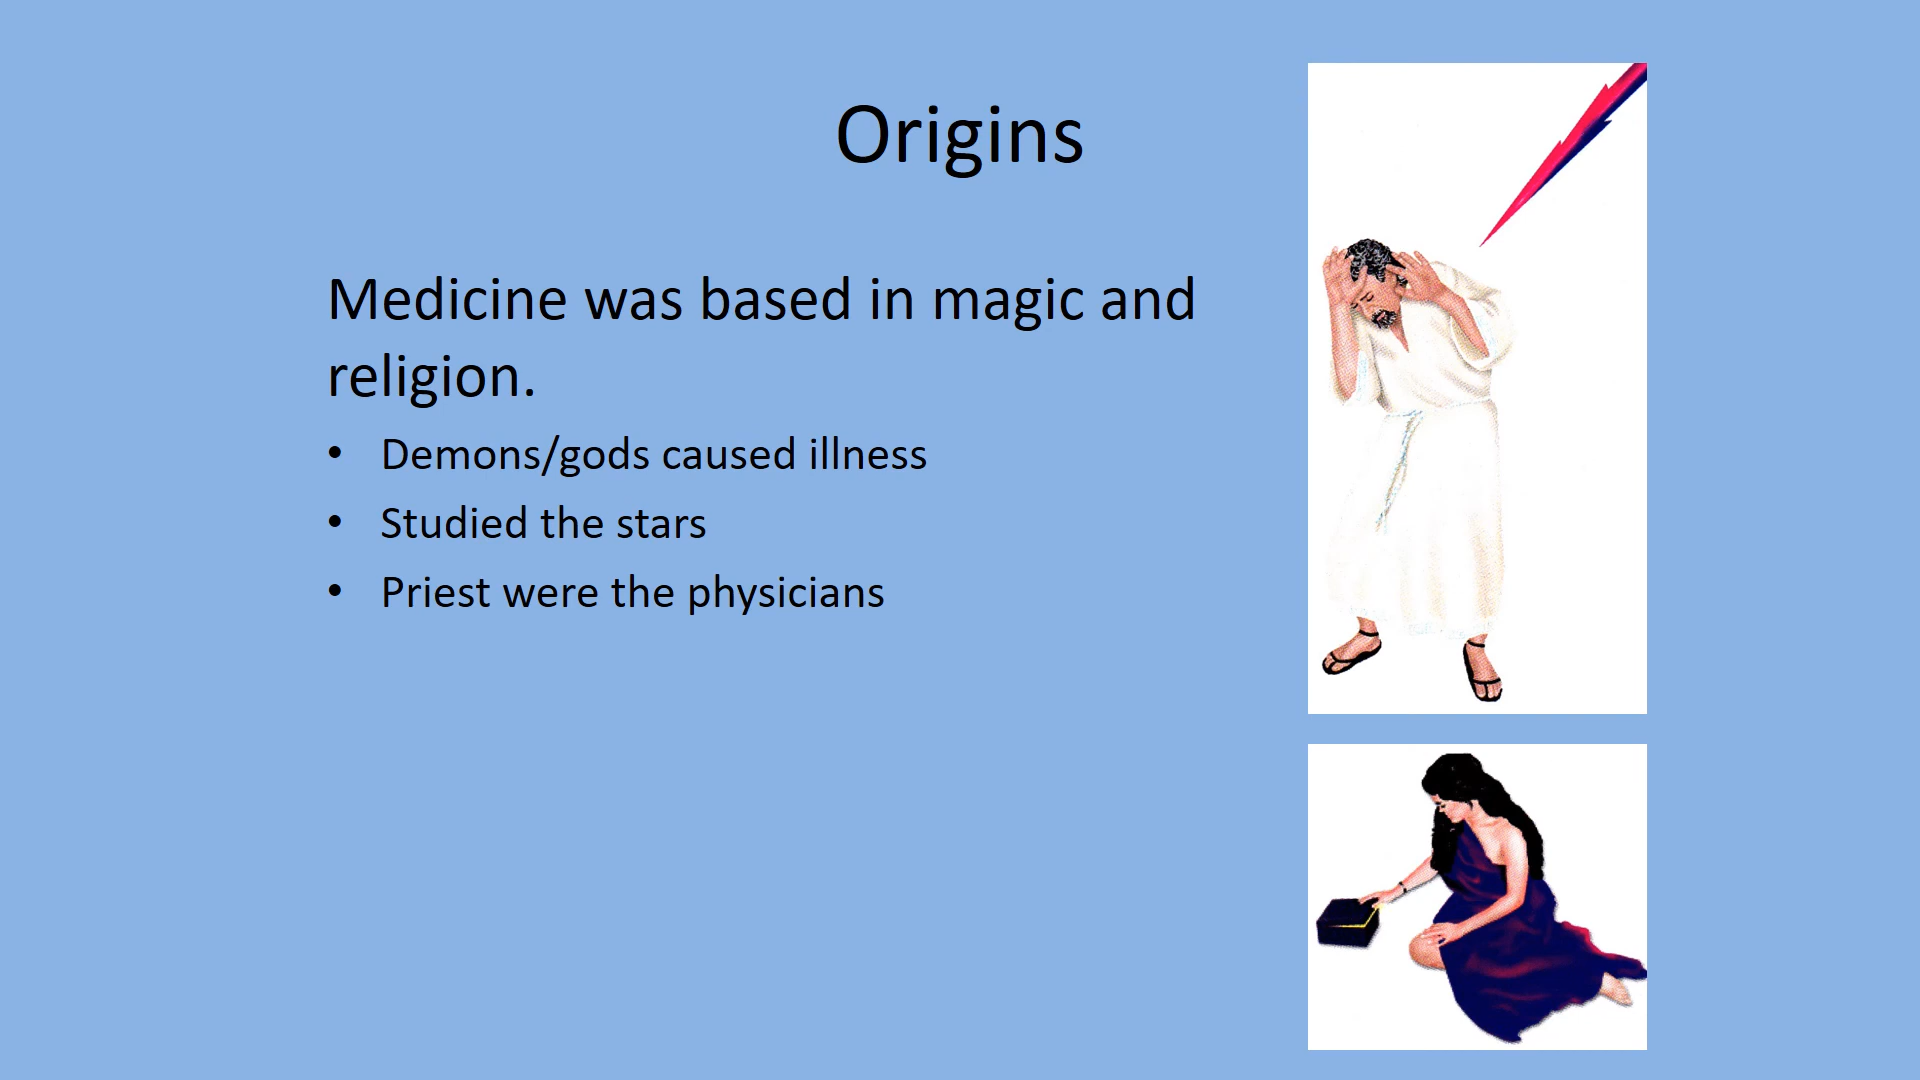 Origins
Medicine was based in magic and
religion.
• Demons/gods caused illness
• Studied the stars
• Priest were the physicians